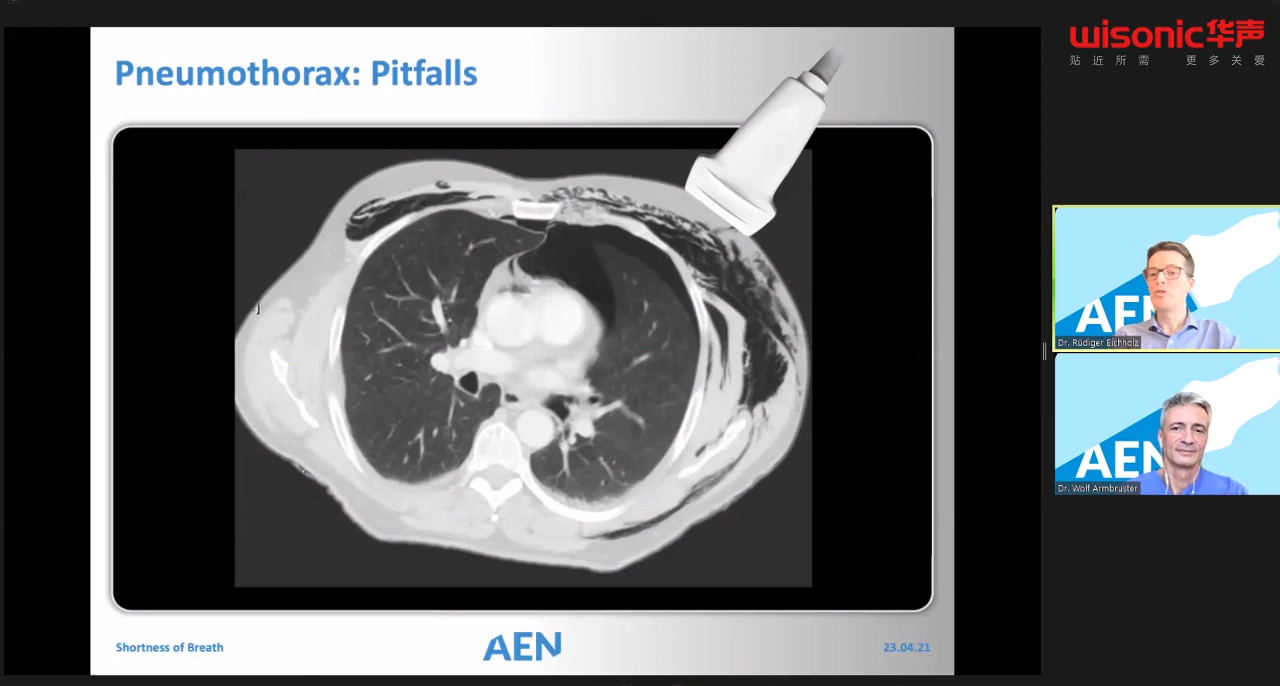 Pneumothorax: Pitfalls
Shortness of Breath
AEN
23.04.21
wisonic华声
贴近所需 更多关爱
AEN
Dr. Rüdiger Eichholz
AEN
Dr. Wolf Armbruster